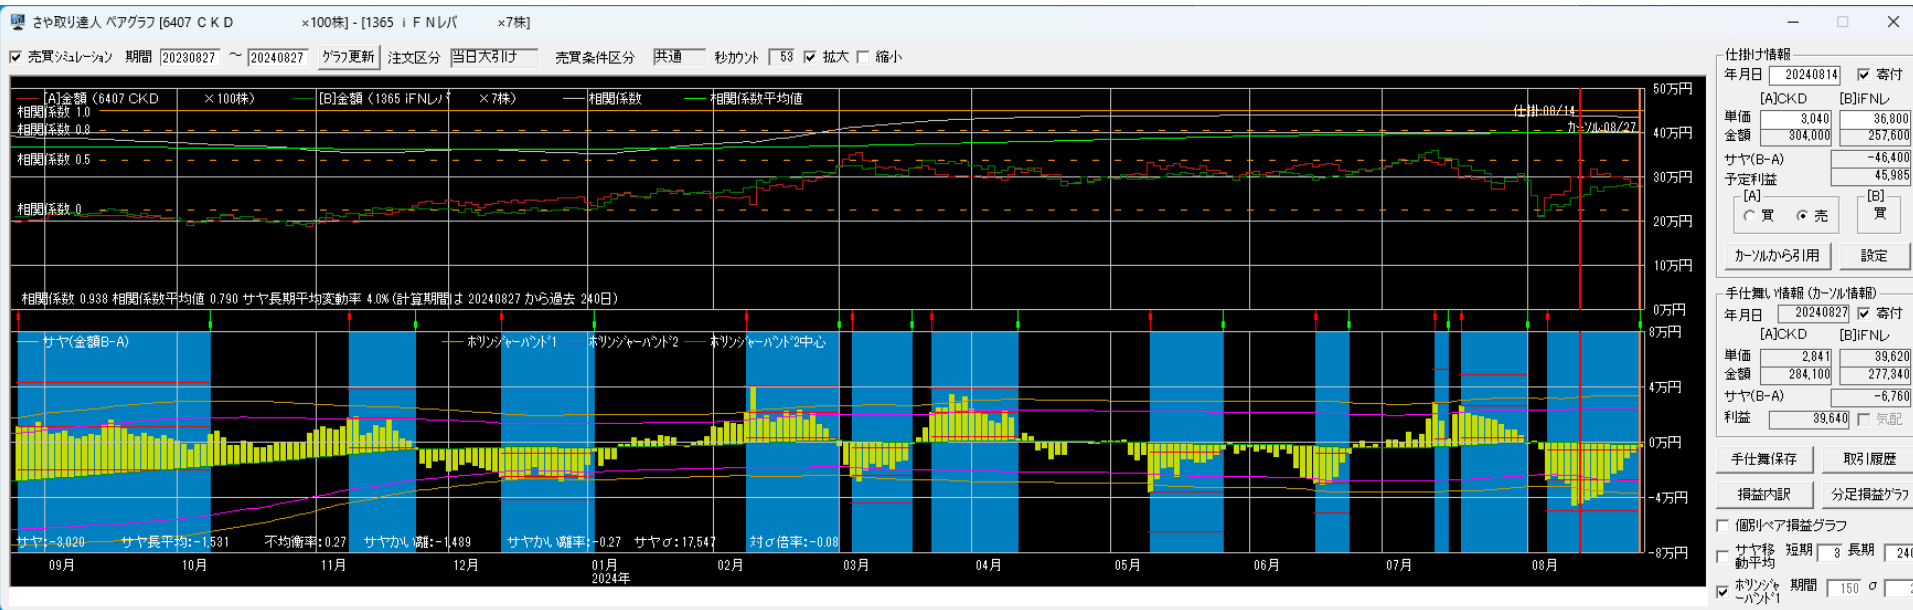 さや取り達人 ペアグラフ [6407 ＣＫＤ ×100株] - [1365 ｉＦＮレバ ×7株]
売買ｼﾐｭﾚｰｼｮﾝ 期間 20230827 ～ 20240827 ｸﾞﾗﾌ更新 注文区分 当日大引け 売買条件区分 共通 秒ｶｳﾝﾄ 53 拡大 縮小
[A]金額（6407 CKD ×100株） [B]金額（1365 iFNﾚﾊﾞ ×7株） 相関係数 相関係数平均値
相関係数 1.0
相関係数 0.8
相関係数 0.5
相関係数 0
仕掛:08/14
ｶｰｿﾙ:08/27
50万円
40万円
30万円
20万円
10万円
0万円
相関係数 0.938 相関係数平均値 0.790 サヤ長期平均変動率 4.0% (計算期間は 20240827 から過去 240日)
サヤ(金額B-A) ﾎﾞﾘﾝｼﾞｬｰﾊﾞﾝﾄﾞ1 ﾎﾞﾘﾝｼﾞｬｰﾊﾞﾝﾄﾞ2 ﾎﾞﾘﾝｼﾞｬｰﾊﾞﾝﾄﾞ2中心
8万円
4万円
0万円
-4万円
-8万円
サヤ:-3,020 サヤ長平均:-1,531 不均衡率:0.27 サヤかい離:-1,489 サヤかい離率:-0.27 サヤσ:17,547 対σ倍率:-0.08
09月 10月 11月 12月 01月 02月 03月 04月 05月 06月 07月 08月
2024年
仕掛け情報
年月日 20240814 寄付
[A]CKD [B]iFNﾚ
単価 3,040 36,800
金額 304,000 257,600
サヤ(B-A) -46,400
予定利益 45,985
[A] [B]
買 売 買
ｶｰｿﾙから引用 設定
手仕舞い情報 (ｶｰｿﾙ情報)
年月日 20240827 寄付
[A]CKD [B]iFNﾚ
単価 2,841 39,620
金額 284,100 277,340
サヤ(B-A) -6,760
利益 39,640 気配
手仕舞保存 取引履歴
損益内訳 分足損益ｸﾞﾗﾌ
個別ペア損益グラフ
サヤ移動平均 短期 3 長期 240
ﾎﾞﾘﾝｼﾞｬｰﾊﾞﾝﾄﾞ1 期間 150 σ